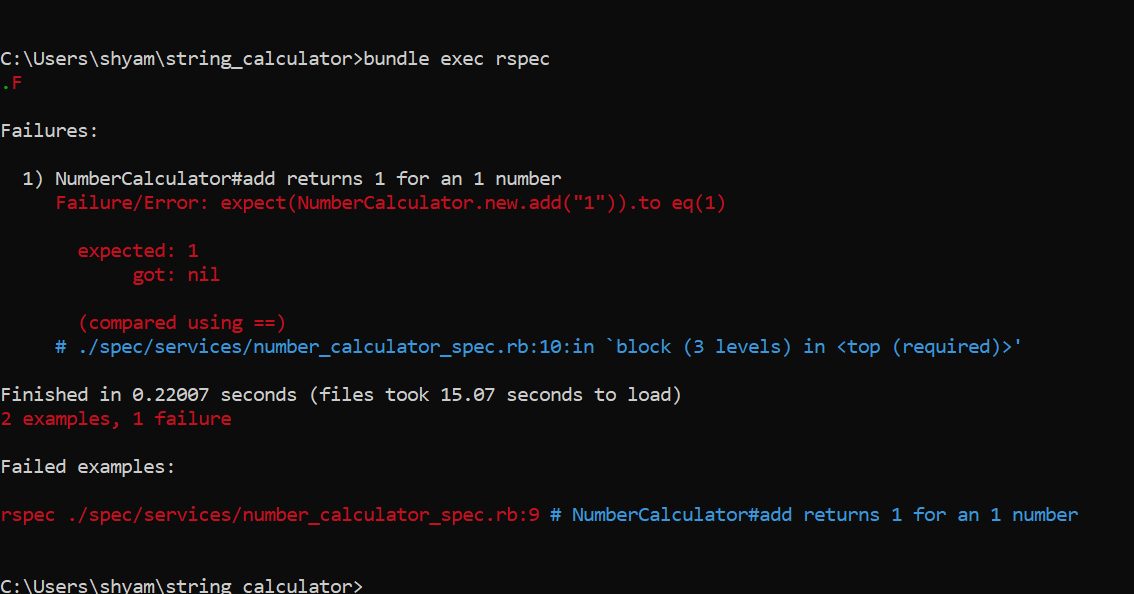 C:\Users\shyam\string_calculator>bundle exec rspec
.F
Failures:
1) NumberCalculator#add returns 1 for an 1 number
Failure/Error: expect(NumberCalculator.new.add("1")).to eq(1)
expected: 1
got: nil
(compared using ==)
# ./spec/services/number_calculator_spec.rb:10:in `block (3 levels) in <top (required)>'
Finished in 0.22007 seconds (files took 15.07 seconds to load)
2 examples, 1 failure
Failed examples:
rspec ./spec/services/number_calculator_spec.rb:9 # NumberCalculator#add returns 1 for an 1 number
C:\Users\shyam\string_calculator>